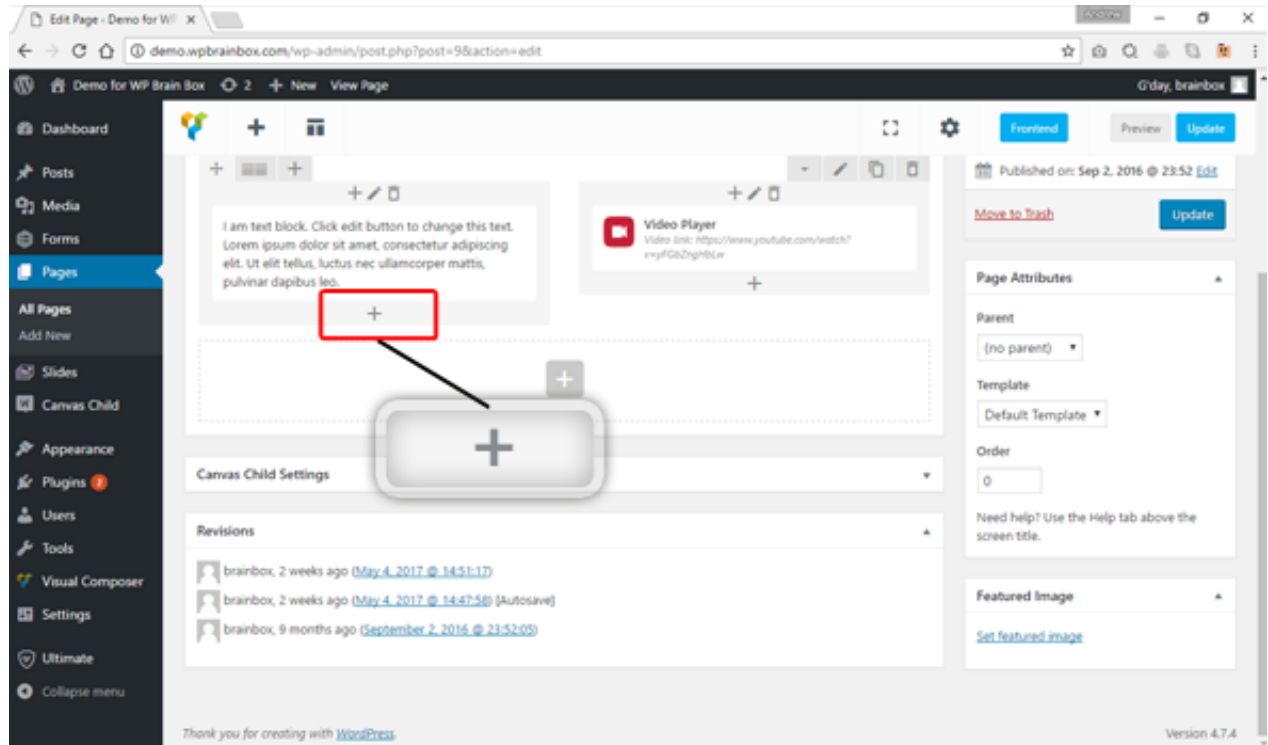 Edit Page ‹ Demo for WP
demo.wpbrainbox.com/wp-admin/post.php?post=9&action=edit
Demo for WP Brain Box 2 New View Page G'day, brainbox
Dashboard
Posts
Media
Forms
Pages
All Pages
Add New
Slides
Canvas Child
Appearance
Plugins 2
Users
Tools
Visual Composer
Settings
Ultimate
Collapse menu
Frontend Preview Update
I am text block. Click edit button to change this text.
Lorem ipsum dolor sit amet, consectetur adipiscing
elit. Ut elit tellus, luctus nec ullamcorper mattis,
pulvinar dapibus leo.
Video Player
Video link: https://www.youtube.com/watch?
Canvas Child Settings
Revisions
brainbox, 2 weeks ago (May 4, 2017 @ 14:51:17)
brainbox, 2 weeks ago (May 4, 2017 @ 14:47:58) [Autosave]
brainbox, 9 months ago (September 2, 2016 @ 23:52:05)
Published on: Sep 2, 2016 @ 23:52 Edit
Move to Trash Update
Page Attributes
Parent
(no parent)
Template
Default Template
Order
0
Need help? Use the Help tab above the
screen title.
Featured Image
Set featured image
Thank you for creating with WordPress. Version 4.7.4